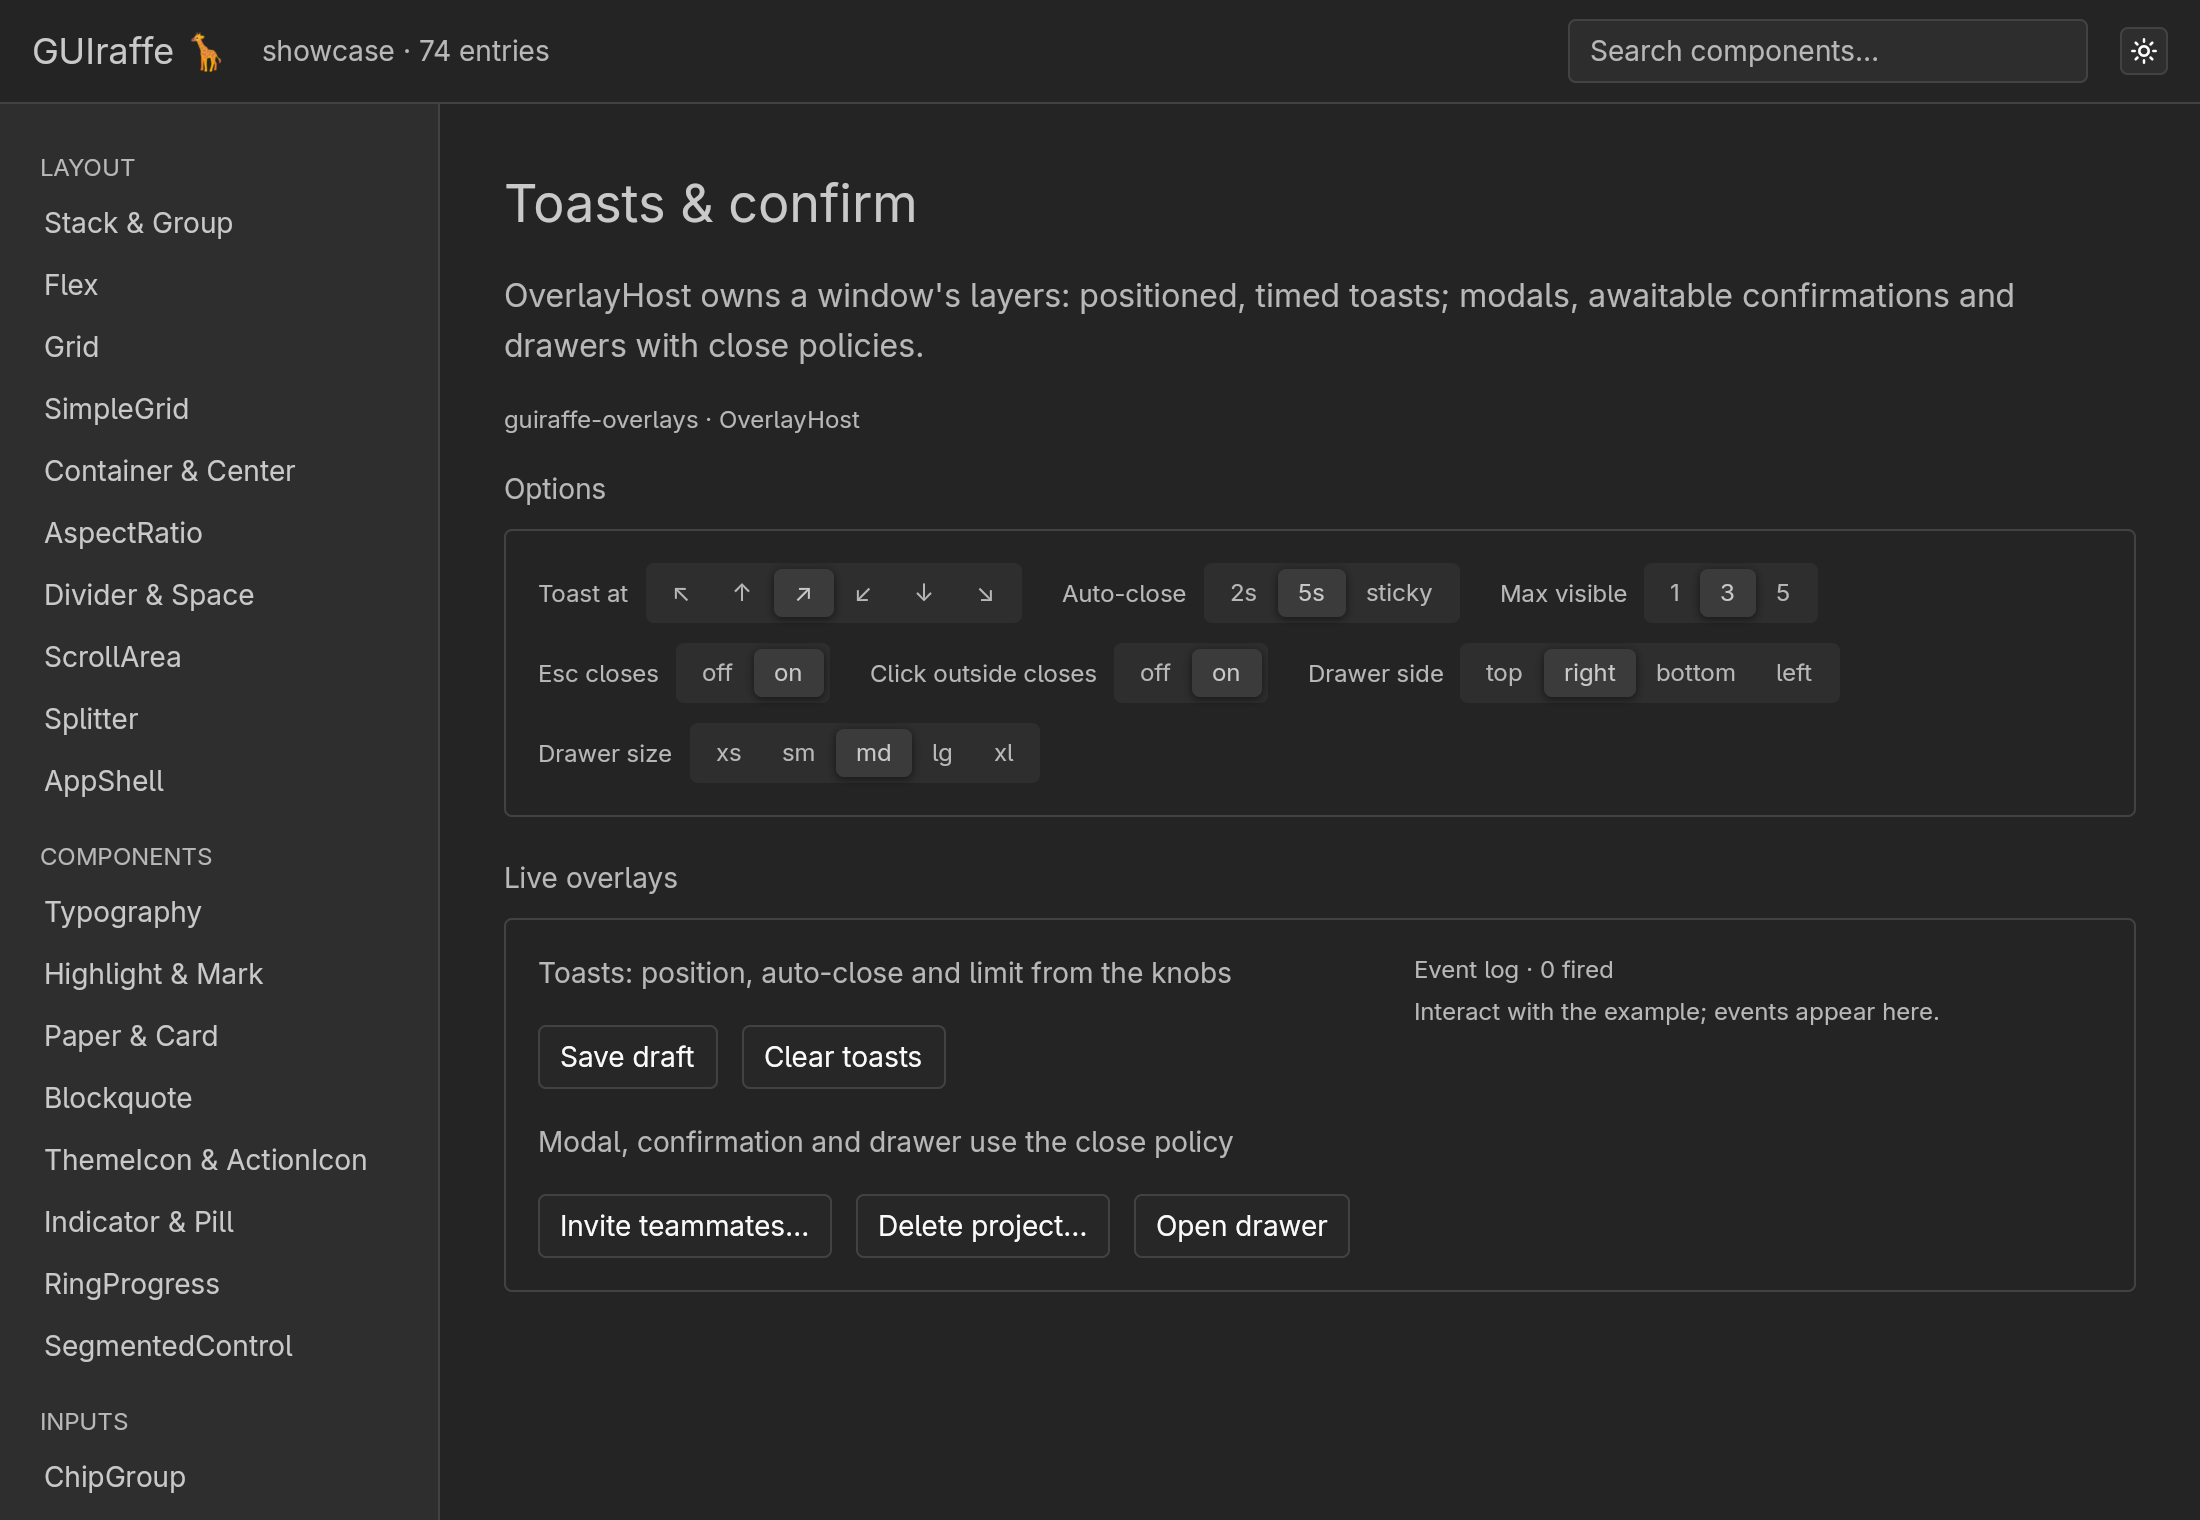 GUIraffe 🦒 showcase · 74 entries
Search components...
LAYOUT
Stack & Group
Flex
Grid
SimpleGrid
Container & Center
AspectRatio
Divider & Space
ScrollArea
Splitter
AppShell
COMPONENTS
Typography
Highlight & Mark
Paper & Card
Blockquote
ThemeIcon & ActionIcon
Indicator & Pill
RingProgress
SegmentedControl
INPUTS
ChipGroup
Toasts & confirm
OverlayHost owns a window's layers: positioned, timed toasts; modals, awaitable confirmations and
drawers with close policies.
guiraffe-overlays · OverlayHost
Options
Toast at ↖ ↑ ↗ ↙ ↓ ↘ Auto-close 2s 5s sticky Max visible 1 3 5
Esc closes off on Click outside closes off on Drawer side top right bottom left
Drawer size xs sm md lg xl
Live overlays
Toasts: position, auto-close and limit from the knobs
Save draft Clear toasts
Modal, confirmation and drawer use the close policy
Invite teammates... Delete project... Open drawer
Event log · 0 fired
Interact with the example; events appear here.